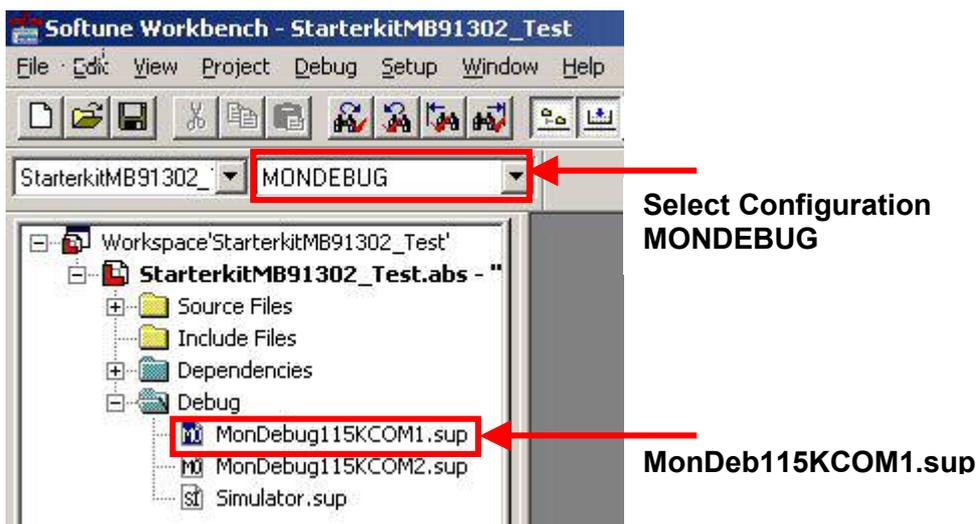 Softune Workbench - StarterkitMB91302_Test
File Edit View Project Debug Setup Window Help
StarterkitMB91302_ MONDEBUG
Select Configuration
MONDEBUG
Workspace'StarterkitMB91302_Test'
StarterkitMB91302_Test.abs - "
Source Files
Include Files
Dependencies
Debug
MonDebug115KCOM1.sup
MonDeb115KCOM1.sup
MonDebug115KCOM2.sup
Simulator.sup